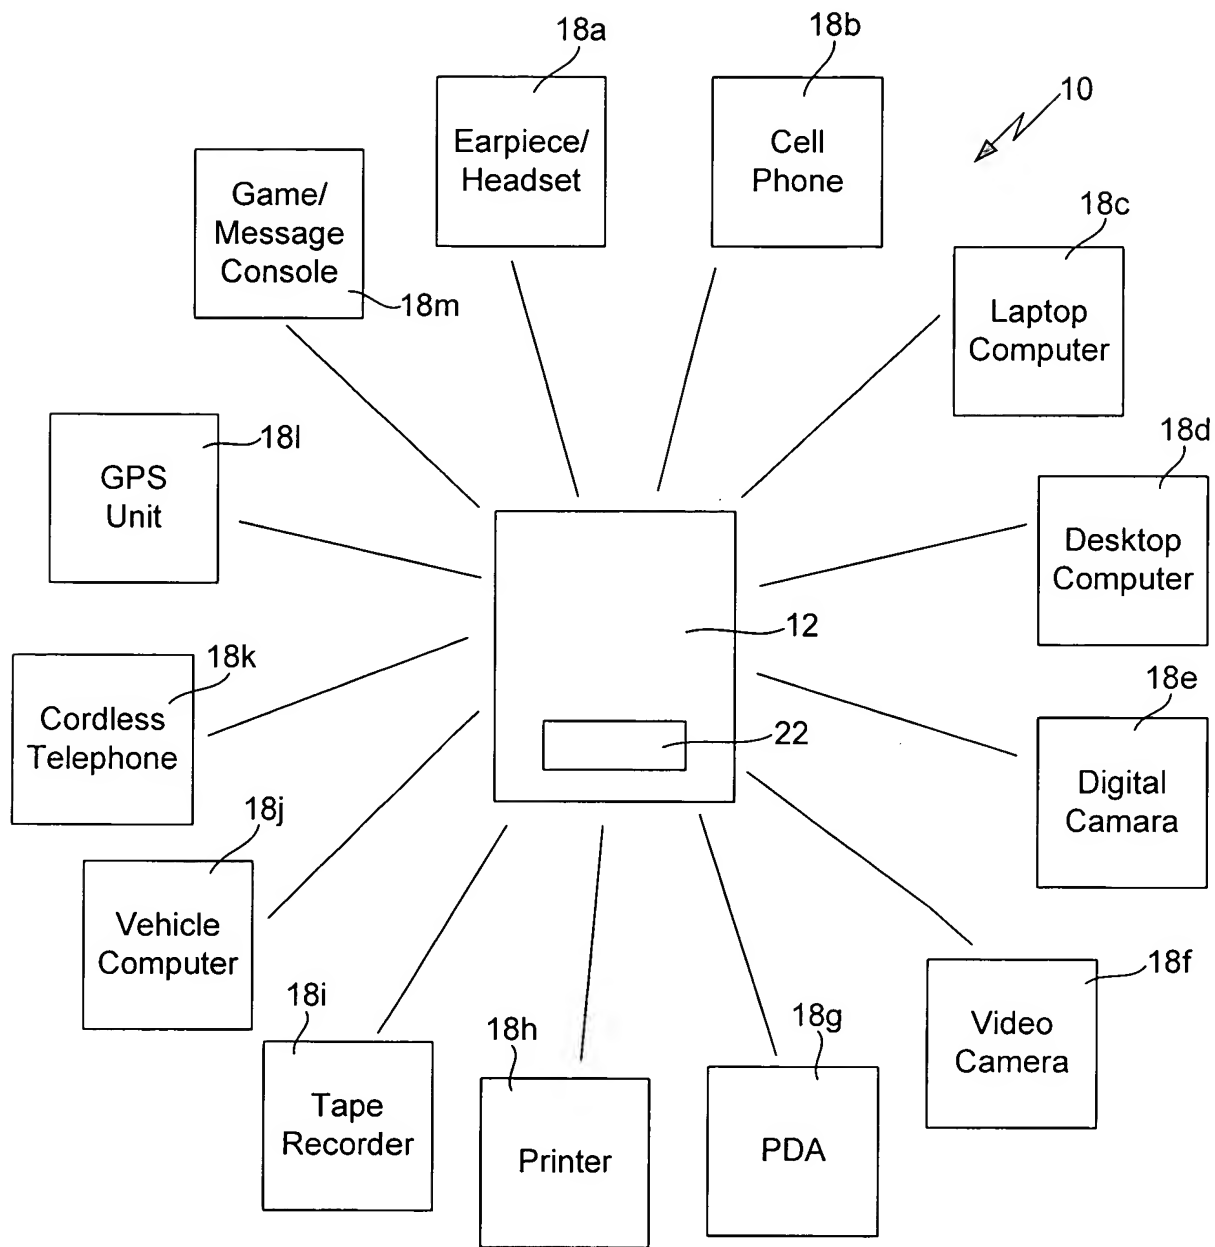 18a
18b
10
Earpiece/
Headset
Cell
Phone
Game/
Message
Console
18m
18c
Laptop
Computer
18l
GPS
Unit
18d
Desktop
Computer
12
18k
Cordless
Telephone
18e
Digital
Camara
22
18j
Vehicle
Computer
18f
Video
Camera
18i
Tape
Recorder
18h
Printer
18g
PDA